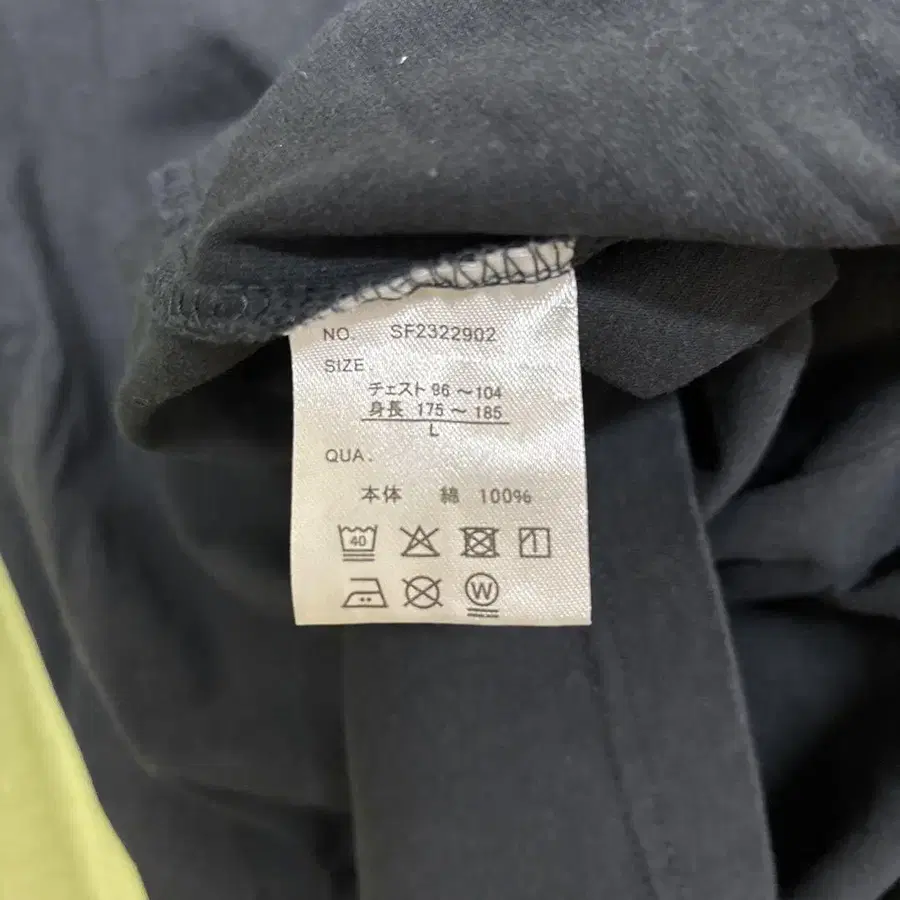 NO. SF2322902
SIZE.
チェスト 96～104
身長 175～185
L
QUA.
本体 綿 100%
40
W